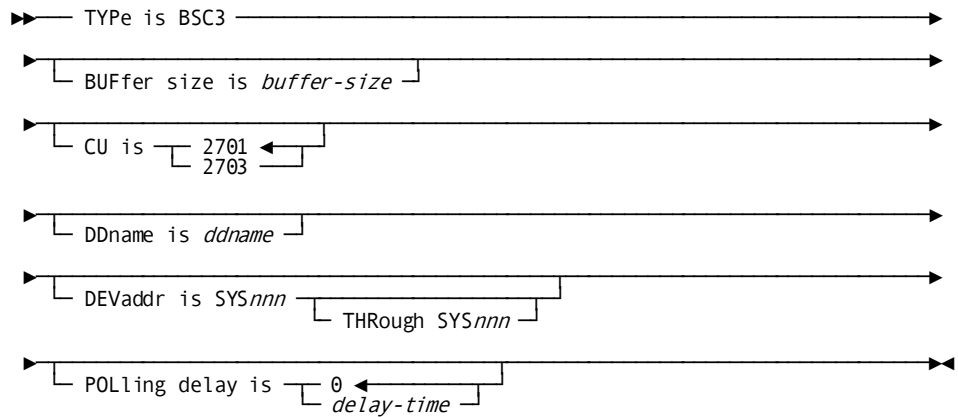 TYPe is BSC3
BUFfer size is buffer-size
CU is 2701
2703
DDname is ddname
DEVaddr is SYSnnn
THRough SYSnnn
POLling delay is 0
delay-time